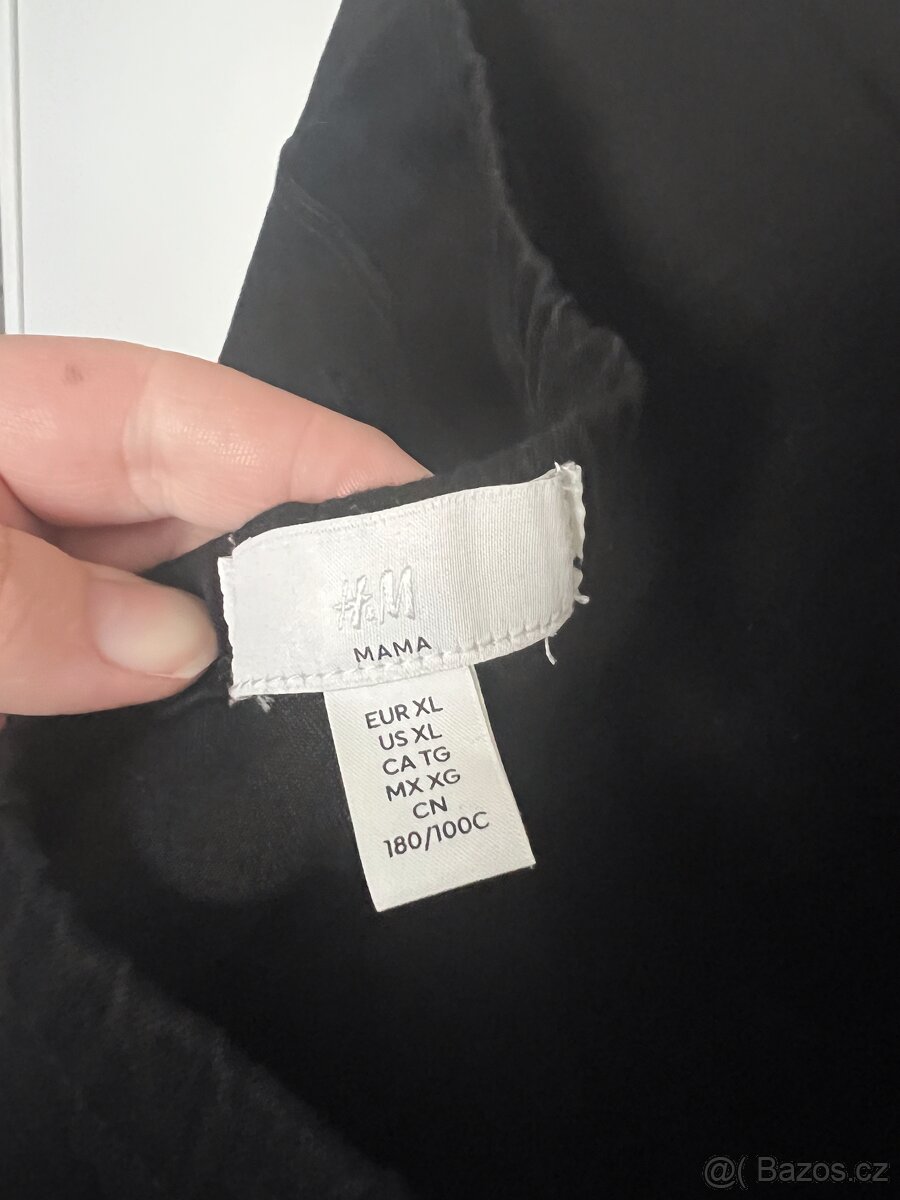 H&M
MAMA
EUR XL
US XL
CA TG
MX XG
CN
180/100C
@( Bazos.cz